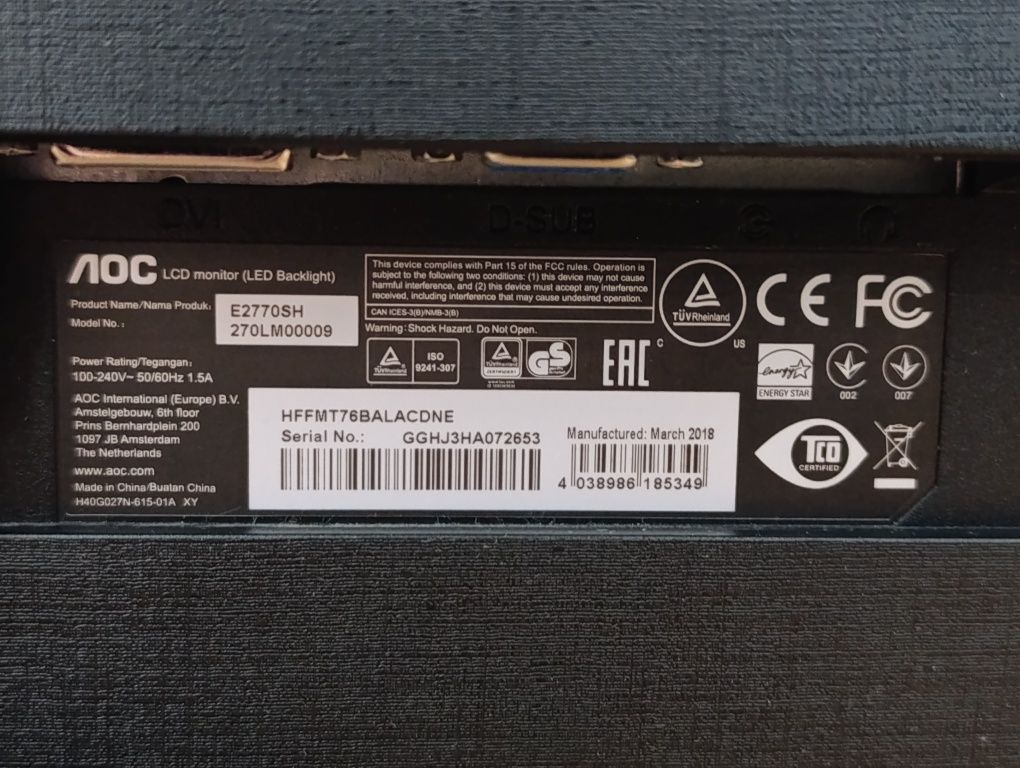 DVI
D-SUB
AOC LCD monitor (LED Backlight)
Product Name/Nama Produk: E2770SH
Model No.: 270LM00009
Power Rating/Tegangan:
100-240V~ 50/60Hz 1.5A
AOC International (Europe) B.V.
Amstelgebouw, 6th floor
Prins Bernhardplein 200
1097 JB Amsterdam
The Netherlands
www.aoc.com
Made in China/Buatan China
H40G027N-615-01A XY
This device complies with Part 15 of the FCC rules. Operation is
subject to the following two conditions: (1) this device may not cause
harmful interference, and (2) this device must accept any interference
received, including interference that may cause undesired operation.
CAN ICES-3(B)/NMB-3(B)
Warning: Shock Hazard. Do Not Open.
TÜVRheinland
ISO
9241-307
TÜVRheinland
CERTIFIED
GS
EAC
C TÜVRheinland US
CE FC
energy
ENERGY STAR
002
007
TCO
CERTIFIED
HFFMT76BALACDNE
Serial No.: GGHJ3HA072653
Manufactured: March 2018
4 038986 185349